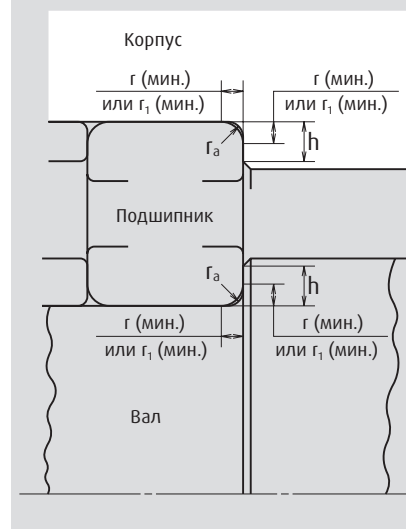 Корпус
r (мин.)
или r₁ (мин.)
r (мин.)
или r₁ (мин.)
rₐ
h
Подшипник
rₐ
h
r (мин.)
или r₁ (мин.)
r (мин.)
или r₁ (мин.)
Вал